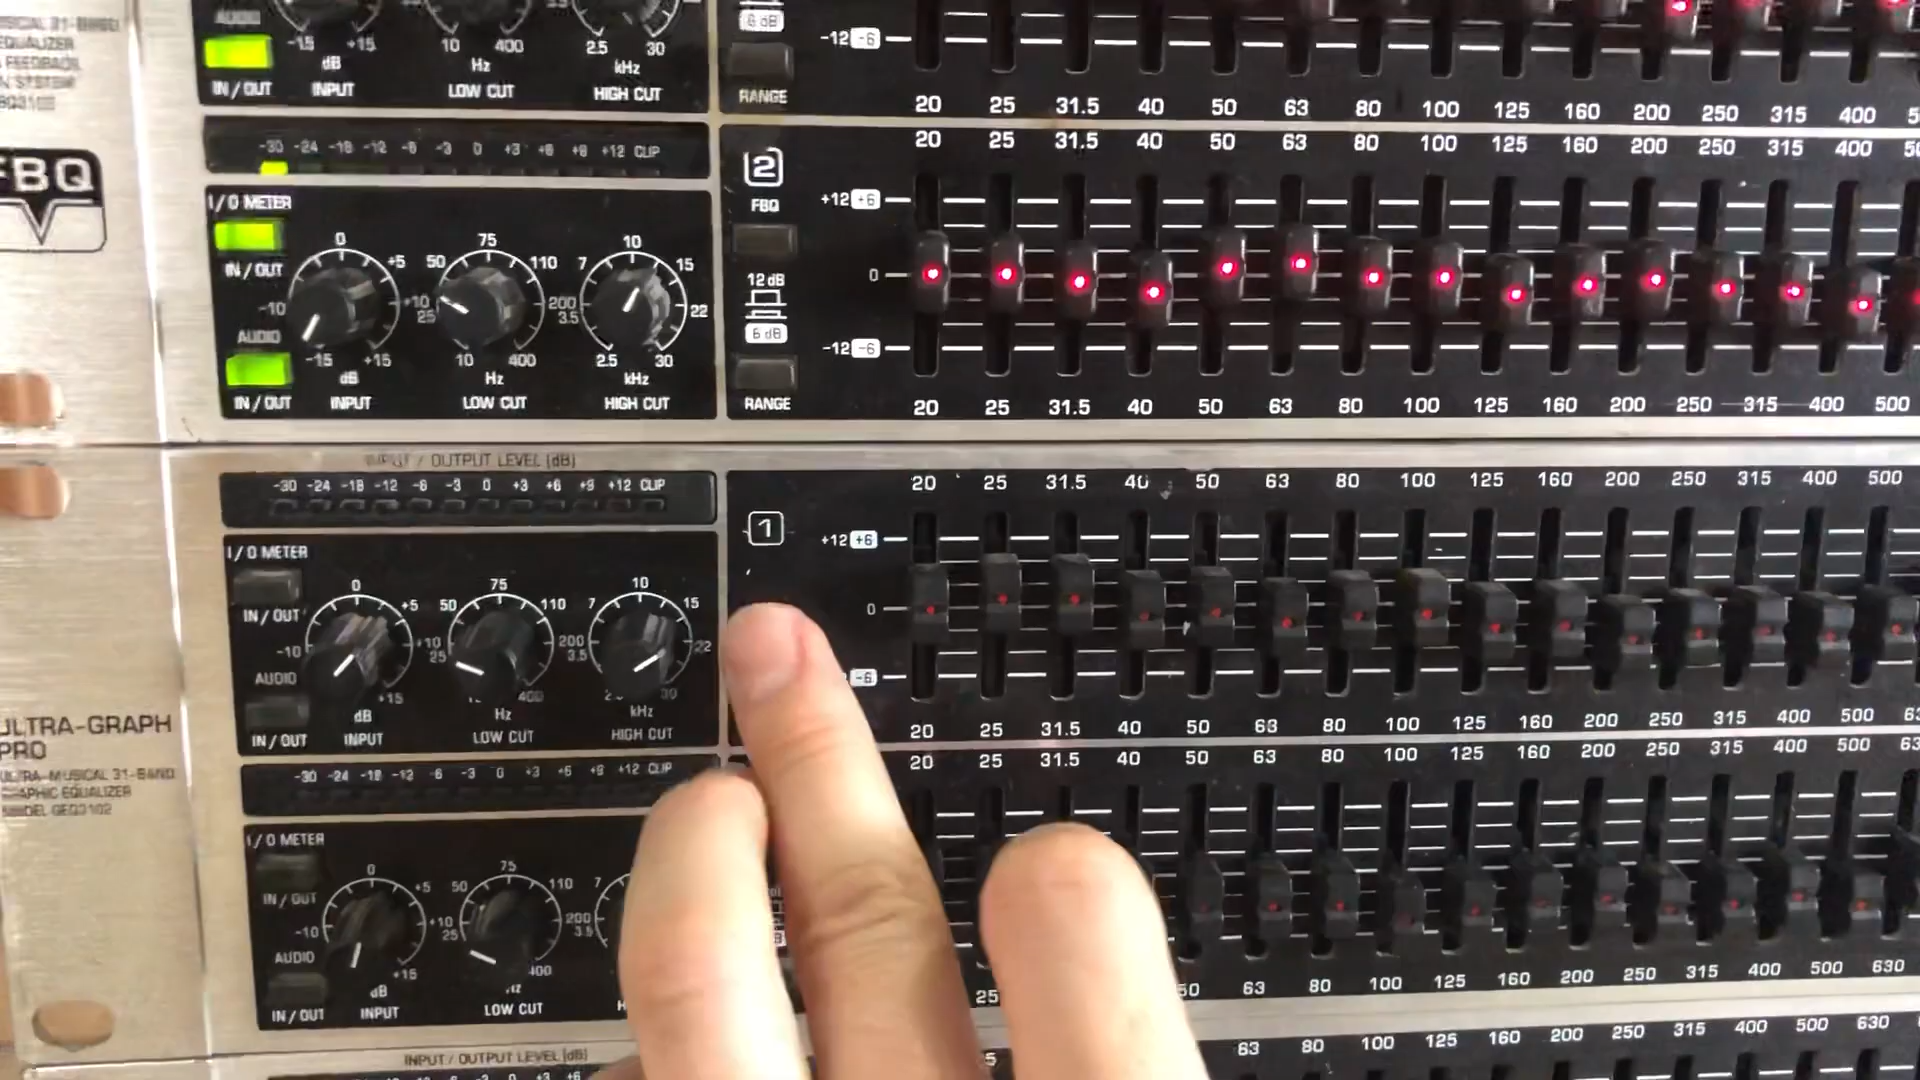 AUDIO
-15 +15
dB
10 400
Hz
2.5 30
kHz
IN / OUT INPUT LOW CUT HIGH CUT
6 dB
RANGE
-12 -6
20 25 31.5 40 50 63 80 100 125 160 200 250 315 400
EQUALIZER
-30 -24 -18 -12 -6 -3 0 +3 +6 +9 +12 CLIP
FBQ
2
FBQ
12 dB
6 dB
RANGE
+12 +6
0
-12 -6
20 25 31.5 40 50 63 80 100 125 160 200 250 315 400
20 25 31.5 40 50 63 80 100 125 160 200 250 315 400 500
I / O METER
IN / OUT
AUDIO
IN / OUT
-15 -10 0 +5 +10 +15
dB
INPUT
10 25 50 75 110 200 400
Hz
LOW CUT
2.5 3.5 7 10 15 22 30
kHz
HIGH CUT
INPUT / OUTPUT LEVEL (dB)
-30 -24 -18 -12 -6 -3 0 +3 +6 +9 +12 CLIP
I / O METER
IN / OUT
AUDIO
IN / OUT
-10 0 +5 +10 +15
dB
INPUT
25 50 75 110 200 400
Hz
LOW CUT
3.5 7 10 15 22 30
kHz
HIGH CUT
1
+12 +6
0
-6
20 25 31.5 40 50 63 80 100 125 160 200 250 315 400 500
20 25 31.5 40 50 63 80 100 125 160 200 250 315 400 500
20 25 31.5 40 50 63 80 100 125 160 200 250 315 400 500
ULTRA-GRAPH
PRO
ULTRA-MUSICAL 31-BAND
GRAPHIC EQUALIZER
MODEL GEQ3102
-30 -24 -18 -12 -6 -3 0 +3 +6 +9 +12 CLIP
I / O METER
IN / OUT
AUDIO
IN / OUT
-10 0 +5 +10 +15
dB
INPUT
25 50 75 110 200 400
LOW CUT
3.5 7
25 50 63 80 100 125 160 200 250 315 400 500 630
63 80 100 125 160 200 250 315 400 500 630
INPUT / OUTPUT LEVEL (dB)